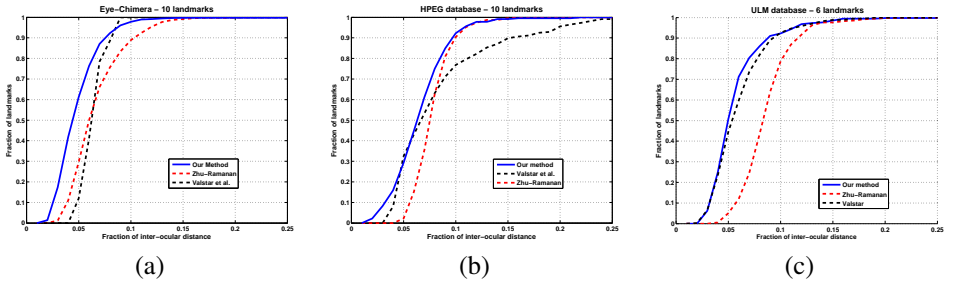 Eye−Chimera − 10 landmarks
1
0.9
0.8
0.7
0.6
0.5
0.4
0.3
0.2
0.1
0
Fraction of landmarks
Our Method
Zhu−Ramanan
Valstar et al.
0 0.05 0.1 0.15 0.2 0.25
Fraction of inter−ocular distance
(a)
HPEG database − 10 landmarks
1
0.9
0.8
0.7
0.6
0.5
0.4
0.3
0.2
0.1
0
Fraction of landmarks
Our method
Valstar et al.
Zhu−Ramanan
0 0.05 0.1 0.15 0.2 0.25
Fraction of inter−ocular distance
(b)
ULM database − 6 landmarks
1
0.9
0.8
0.7
0.6
0.5
0.4
0.3
0.2
0.1
0
Fraction of landmarks
Our method
Zhu−Ramanan
Valstar
0 0.05 0.1 0.15 0.2 0.25
Fraction of inter−ocular distance
(c)